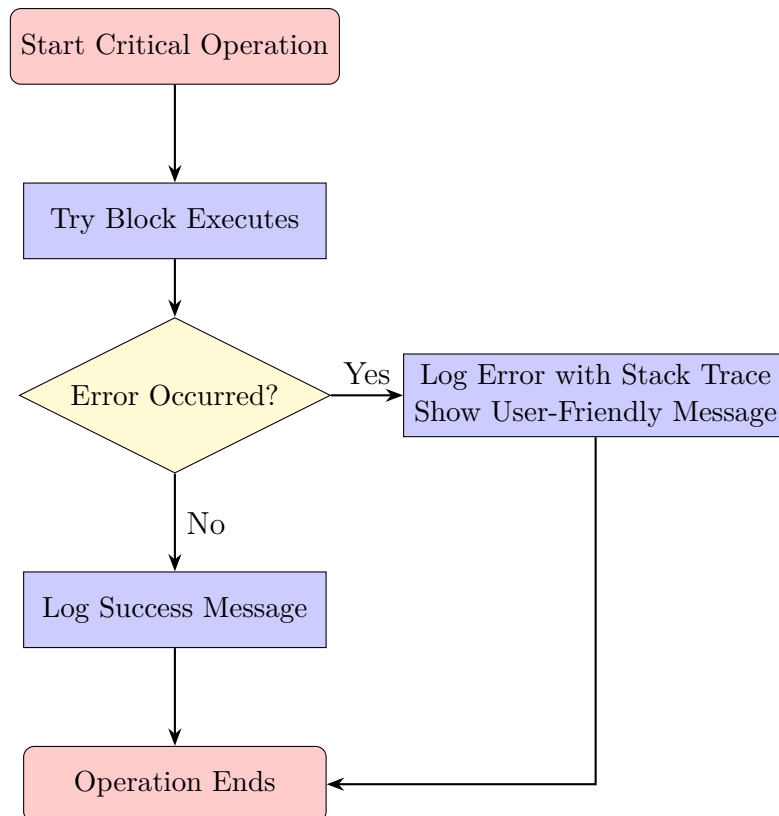 Start Critical Operation
Try Block Executes
Error Occurred?
Yes
Log Error with Stack Trace
Show User-Friendly Message
No
Log Success Message
Operation Ends